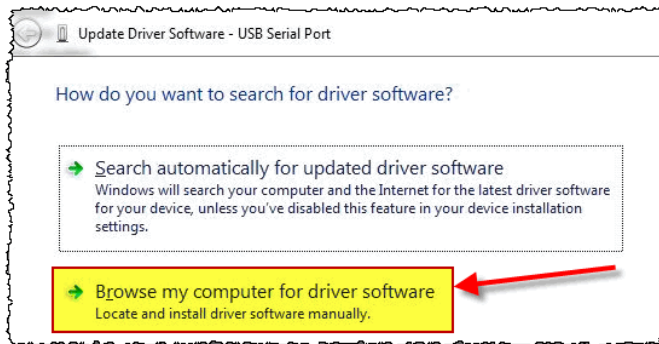 Update Driver Software - USB Serial Port
How do you want to search for driver software?
Search automatically for updated driver software
Windows will search your computer and the Internet for the latest driver software
for your device, unless you've disabled this feature in your device installation
settings.
Browse my computer for driver software
Locate and install driver software manually.